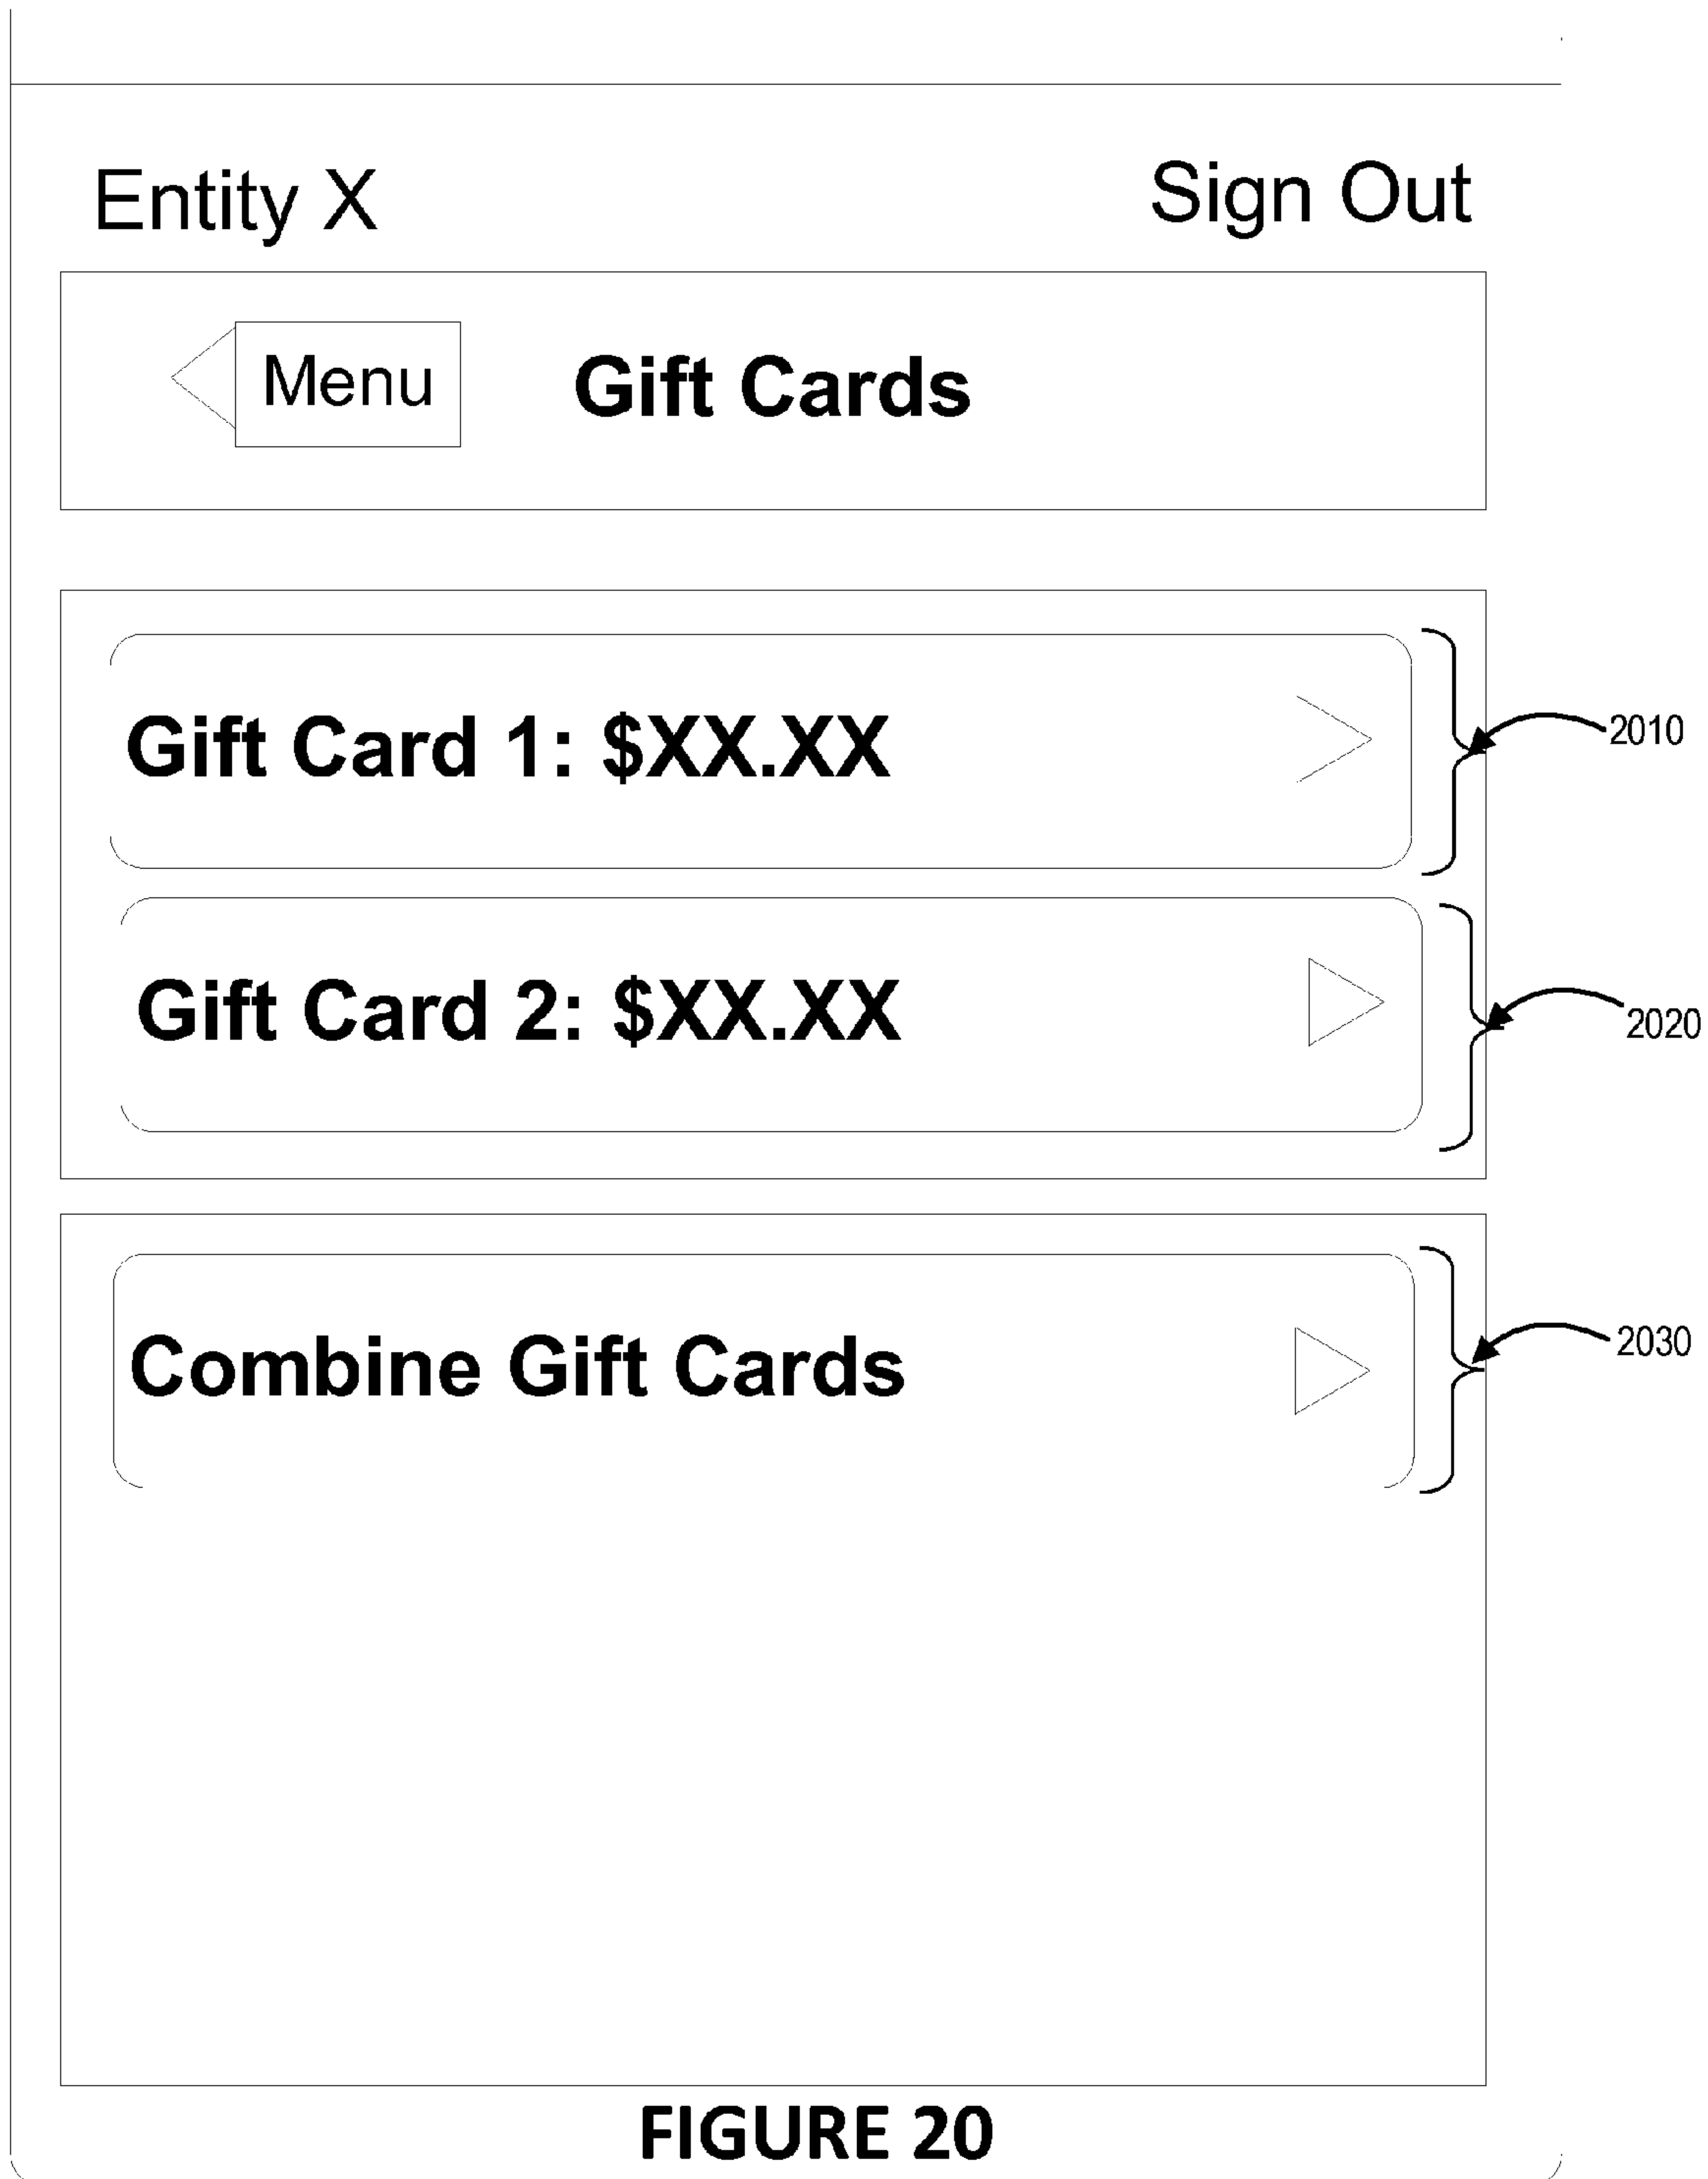 Entity X Sign Out
Menu Gift Cards
Gift Card 1: $XX.XX
2010
Gift Card 2: $XX.XX
2020
Combine Gift Cards
2030
FIGURE 20